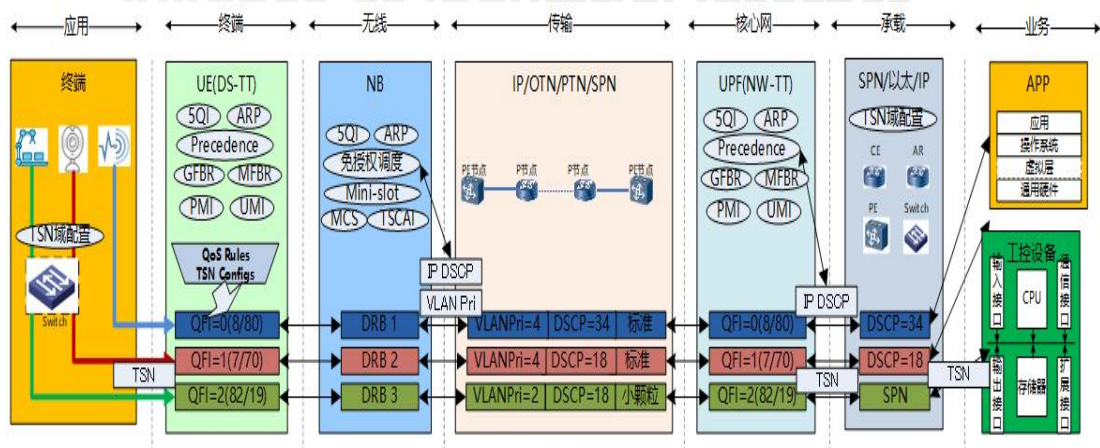 应用
终端
无线
传输
核心网
承载
业务
终端
TSN域配置
Switch
UE(DS-TT)
5QI
ARP
Precedence
GFBR
MFBR
PMI
UMI
QoS Rules
TSN Configs
QFI=0(8/80)
QFI=1(7/70)
QFI=2(82/19)
TSN
NB
5QI
ARP
免授权调度
Mini-slot
MCS
TSCAI
DRB 1
DRB 2
DRB 3
IP DSCP
VLAN Pri
IP/OTN/PTN/SPN
PE节点
P节点
P节点
PE节点
VLANPri=4
DSCP=34
标准
VLANPri=4
DSCP=18
标准
VLANPri=2
DSCP=18
小颗粒
UPF(NW-TT)
5QI
ARP
Precedence
GFBR
MFBR
PMI
UMI
QFI=0(8/80)
QFI=1(7/70)
QFI=2(82/19)
IP DSCP
TSN
SPN/以太/IP
TSN域配置
CE
AR
PE
Switch
DSCP=34
DSCP=18
SPN
TSN
APP
应用
操作系统
虚拟层
通用硬件
工控设备
输入接口
CPU
通信接口
输出接口
存储器
扩展接口